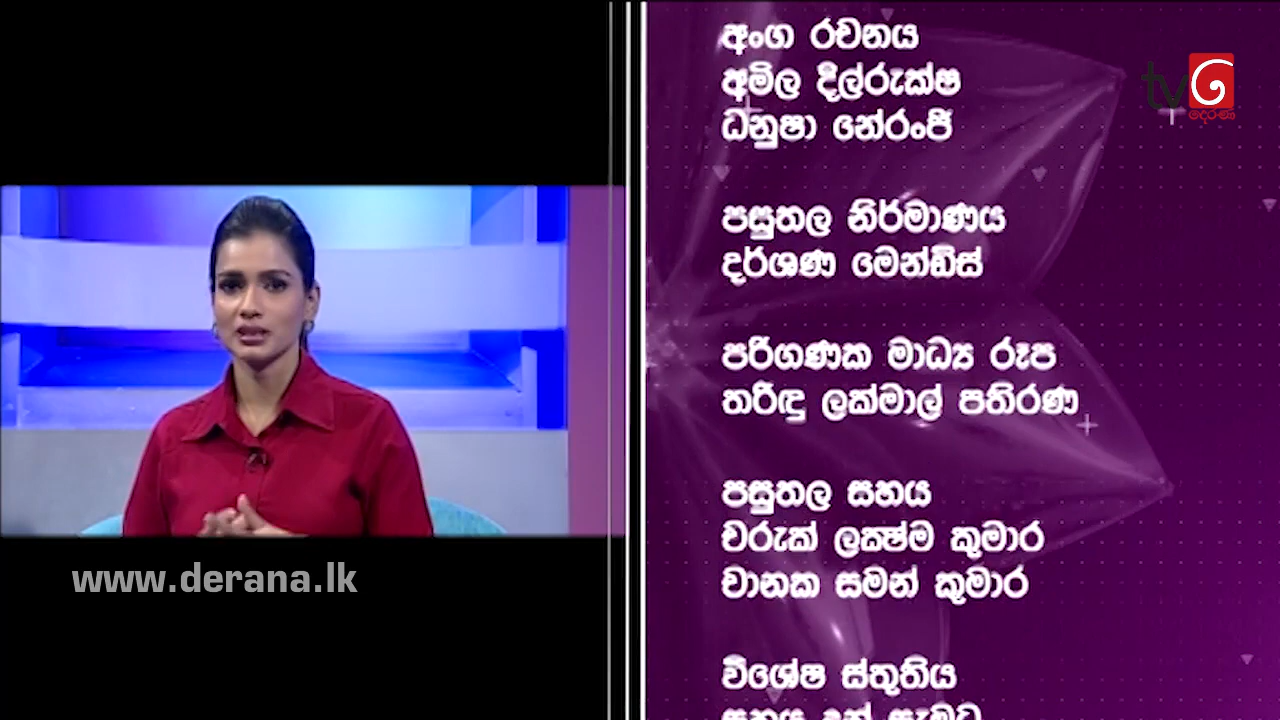 අංග රචනය
අමිල දිල්රුක්ෂ
ධනුෂා නේරංජි
පසුතල නිර්මාණය
දර්ශණ මෙන්ඩිස්
පරිගණක මාධ්‍ය රූප
තරිඳු ලක්මාල් පතිරණ
පසුතල සහය
චරුක් ලක්‍ෂ්ම කුමාර
චානක සමන් කුමාර
විශේෂ ස්තූතිය
tv
දෙරණ
www.derana.lk